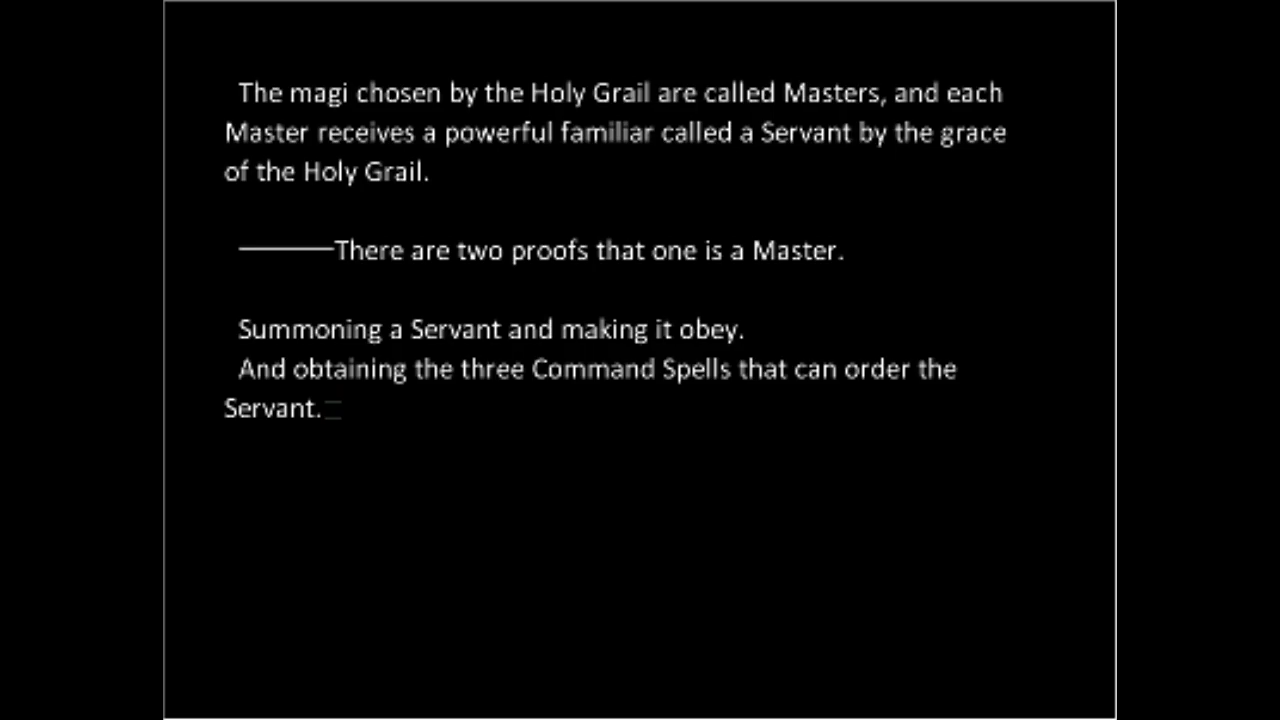 The magi chosen by the Holy Grail are called Masters, and each
Master receives a powerful familiar called a Servant by the grace
of the Holy Grail.
————There are two proofs that one is a Master.
Summoning a Servant and making it obey.
And obtaining the three Command Spells that can order the
Servant.